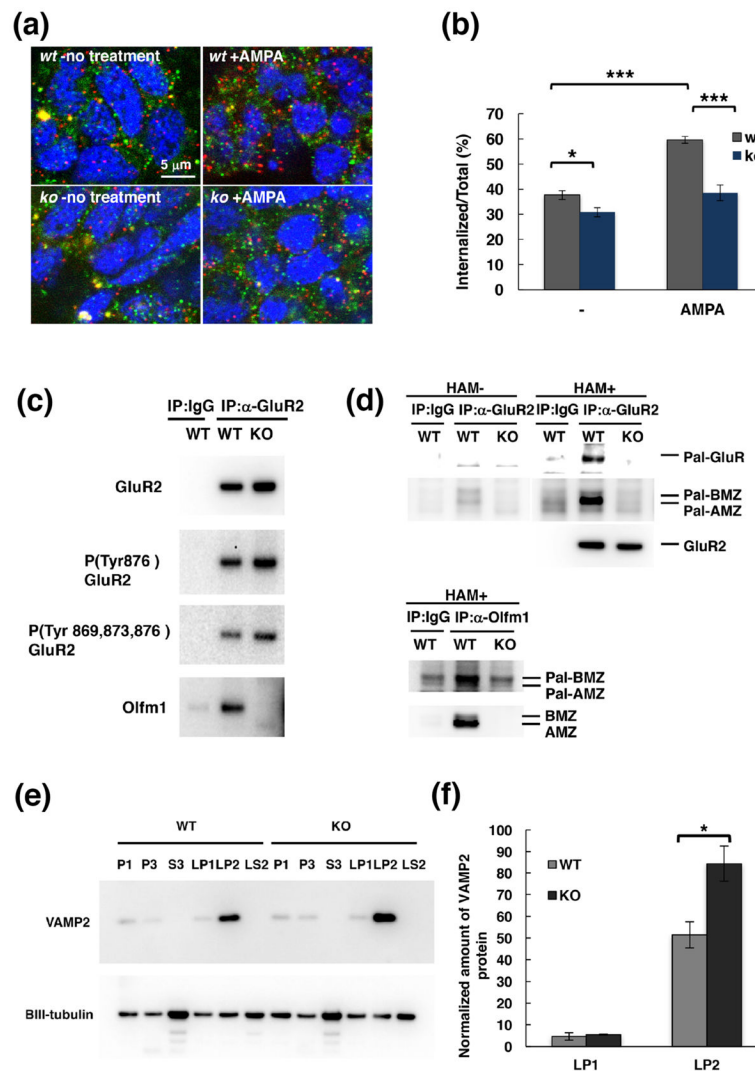 (a)
wt -no treatment
wt +AMPA
5 µm
ko -no treatment
ko +AMPA
(b)
***
***
*
Internalized/Total (%)
70
60
50
40
30
20
10
0
-
AMPA
(c)
IP:IgG IP:α-GluR2
WT WT KO
GluR2
P(Tyr876 )
GluR2
P(Tyr 869,873,876 )
GluR2
Olfm1
(d)
HAM- HAM+
IP:IgG IP:α-GluR2 IP:IgG IP:α-GluR2
WT WT KO WT WT KO
Pal-GluR
Pal-BMZ
Pal-AMZ
GluR2
HAM+
IP:IgG IP:α-Olfm1
WT WT KO
Pal-BMZ
Pal-AMZ
BMZ
AMZ
(e)
WT KO
P1 P3 S3 LP1 LP2 LS2 P1 P3 S3 LP1 LP2 LS2
VAMP2
BIII-tubulin
(f)
Normalized amount of VAMP2
protein
100
90
80
70
60
50
40
30
20
10
0
WT
KO
*
LP1 LP2